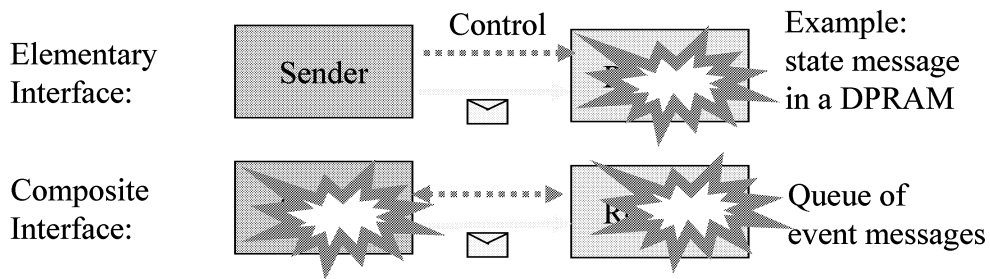 Elementary
Interface:
Sender
Control
Example:
state message
in a DPRAM
Composite
Interface:
Queue of
event messages